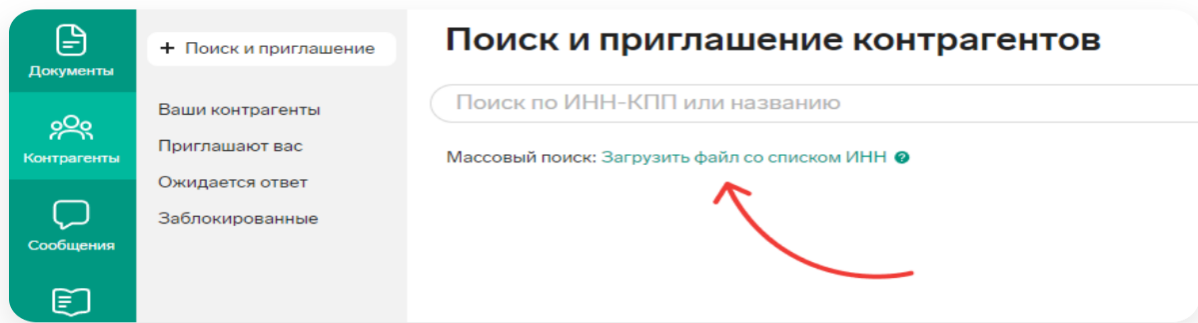 Документы
Контрагенты
Сообщения
+ Поиск и приглашение
Ваши контрагенты
Приглашают вас
Ожидается ответ
Заблокированные
Поиск и приглашение контрагентов
Поиск по ИНН-КПП или названию
Массовый поиск: Загрузить файл со списком ИНН ?